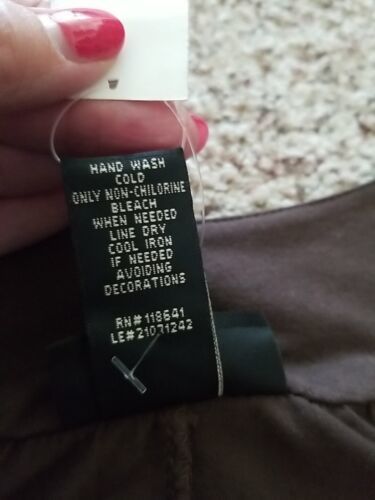 HAND WASH
COLD
ONLY NON-CHILORINE
BLEACH
WHEN NEEDED
LINE DRY
COOL IRON
IF NEEDED
AVOIDING
DECORATIONS
RN# 118641
LE#21071242